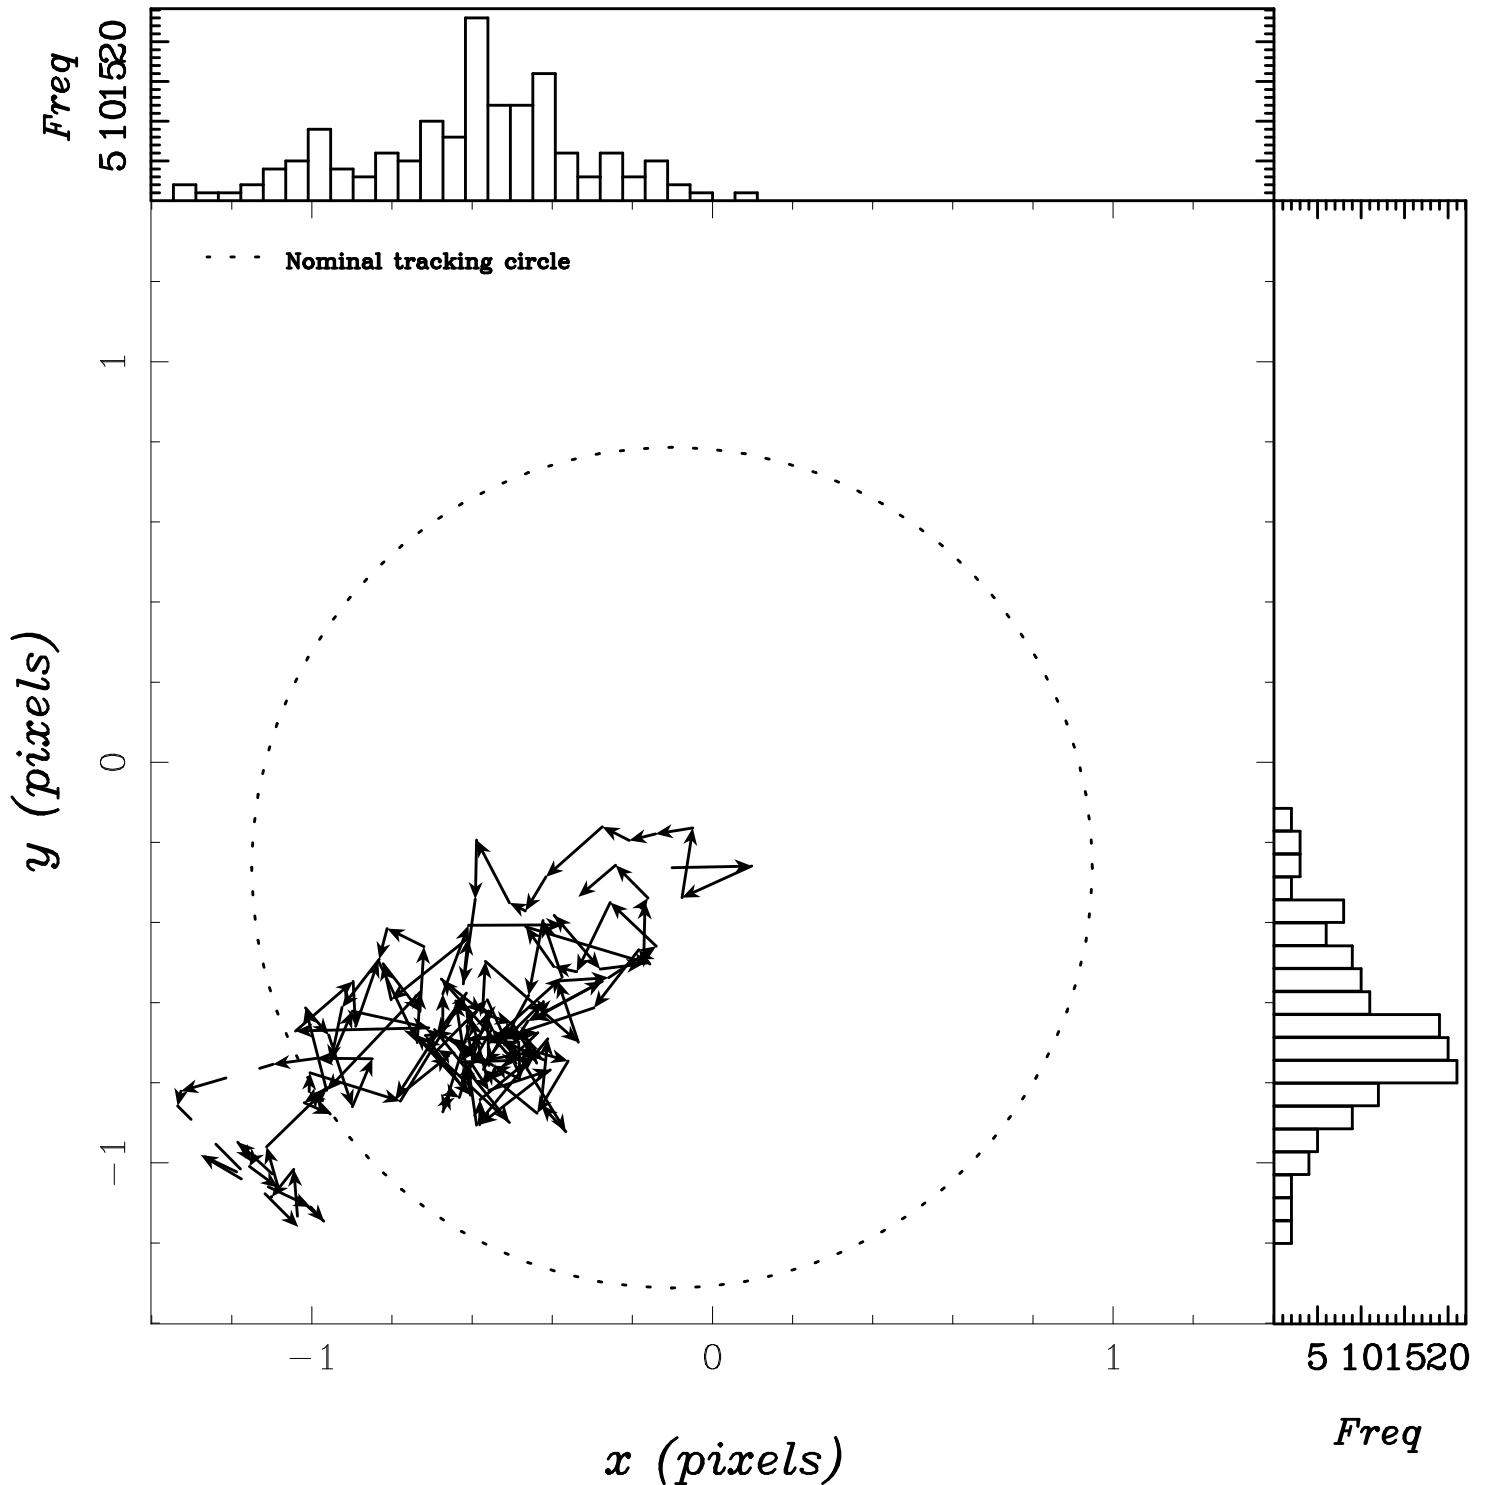 Freq
5 10 15 20
Nominal tracking circle
1
0
−1
y (pixels)
−1 0 1
5 10 15 20
x (pixels)
Freq